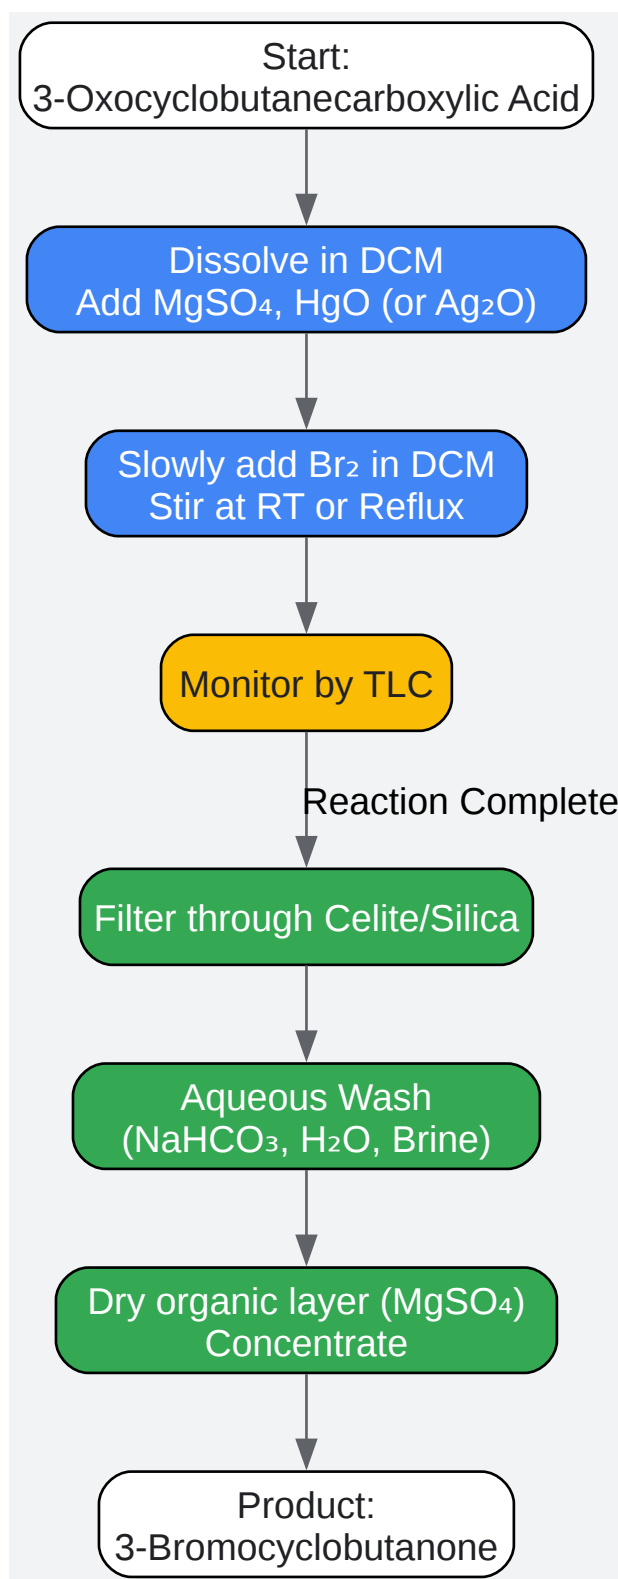 Start:
3-Oxocyclobutanecarboxylic Acid
Dissolve in DCM
Add MgSO₄, HgO (or Ag₂O)
Slowly add Br₂ in DCM
Stir at RT or Reflux
Monitor by TLC
Reaction Complete
Filter through Celite/Silica
Aqueous Wash
(NaHCO₃, H₂O, Brine)
Dry organic layer (MgSO₄)
Concentrate
Product:
3-Bromocyclobutanone